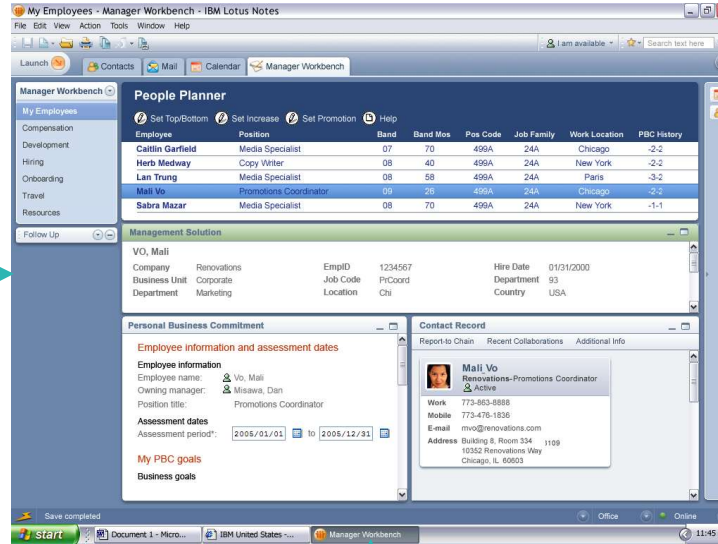 My Employees - Manager Workbench - IBM Lotus Notes
File Edit View Action Tools Window Help
I am available
Search text here
Launch
Contacts
Mail
Calendar
Manager Workbench
Manager Workbench
My Employees
Compensation
Development
Hiring
Onboarding
Travel
Resources
Follow Up
People Planner
Set Top/Bottom Set Increase Set Promotion Help
Employee Position Band Band Mos Pos Code Job Family Work Location PBC History
Caitlin Garfield Media Specialist 07 70 499A 24A Chicago -2-2
Herb Medway Copy Writer 08 40 499A 24A New York -2-2
Lan Trung Media Specialist 08 58 499A 24A Paris -3-2
Mali Vo Promotions Coordinator 09 26 499A 24A Chicago -2-2
Sabra Mazar Media Specialist 08 70 499A 24A New York -1-1
Management Solution
VO, Mali
Company Renovations EmpID 1234567 Hire Date 01/31/2000
Business Unit Corporate Job Code PrCoord Department 93
Department Marketing Location Chi Country USA
Personal Business Commitment
Employee information and assessment dates
Employee information
Employee name: Vo, Mali
Owning manager: Misawa, Dan
Position title: Promotions Coordinator
Assessment dates
Assessment period*: 2005/01/01 to 2005/12/31
My PBC goals
Business goals
Contact Record
Report-to Chain Recent Collaborations Additional Info
Mali Vo
Renovations-Promotions Coordinator
Active
Work 773-863-8888
Mobile 773-476-1836
E-mail mvo@renovations.com
Address Building 8, Room 334 3109
10352 Renovations Way
Chicago, IL 60603
Save completed
Office
Online
start
Document 1 - Micro...
IBM United States -...
Manager Workbench
11:45